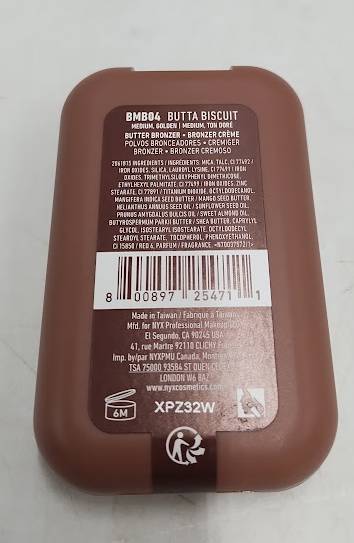 BMB04 BUTTA BISCUIT
MEDIUM, GOLDEN | MEDIUM, TON DORÉ
BUTTER BRONZER • BRONZER CRÈME
POLVOS BRONCEADORES • CREMIGER
BRONZER • BRONZER CREMOSO
2061815 INGREDIENTS / INGRÉDIENTS: MICA, TALC, CI 77492 /
IRON OXIDES, SILICA, LAUROYL LYSINE, CI 77491 / IRON
OXIDES, TRIMETHYLSILOXYPHENYL DIMETHICONE,
ETHYLHEXYL PALMITATE, CI 77499 / IRON OXIDES, ZINC
STEARATE, CI 77891 / TITANIUM DIOXIDE, OCTYLDODECANOL,
MANGIFERA INDICA SEED BUTTER / MANGO SEED BUTTER,
HELIANTHUS ANNUUS SEED OIL / SUNFLOWER SEED OIL,
PRUNUS AMYGDALUS DULCIS OIL / SWEET ALMOND OIL,
BUTYROSPERMUM PARKII BUTTER / SHEA BUTTER, CAPRYLYL
GLYCOL, ISOSTEARYL ISOSTEARATE, OCTYLDODECYL
STEAROYL STEARATE, TOCOPHEROL, PHENOXYETHANOL,
CI 15850 / RED 6, PARFUM / FRAGRANCE.
8 00897 25471 1
Made in Taiwan / Fabriqué à Taiwan
Mfd. for NYX Professional Makeup
El Segundo, CA 90245 USA
41, rue Martre 92110 CLICHY
Imp. by/par NYXPMU Canada,
TSA 75000 93584 ST OUEN
LONDON W6 8AZ
www.nyxcosmetics.com
6M
XPZ32W